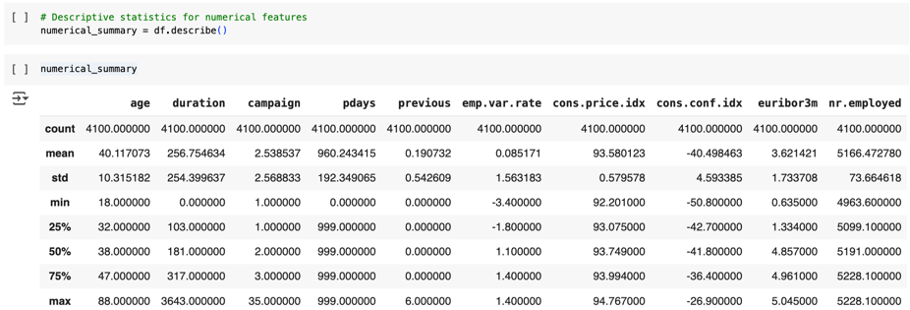 [ ] # Descriptive statistics for numerical features
numerical_summary = df.describe()
[ ] numerical_summary
age duration campaign pdays previous emp.var.rate cons.price.idx cons.conf.idx euribor3m nr.employed
count 4100.000000 4100.000000 4100.000000 4100.000000 4100.000000 4100.000000 4100.000000 4100.000000 4100.000000 4100.000000
mean 40.117073 256.754634 2.538537 960.243415 0.190732 0.085171 93.580123 -40.498463 3.621421 5166.472780
std 10.315182 254.399637 2.568833 192.349065 0.542609 1.563183 0.579578 4.593385 1.733708 73.664618
min 18.000000 0.000000 1.000000 0.000000 0.000000 -3.400000 92.201000 -50.800000 0.635000 4963.600000
25% 32.000000 103.000000 1.000000 999.000000 0.000000 -1.800000 93.075000 -42.700000 1.334000 5099.100000
50% 38.000000 181.000000 2.000000 999.000000 0.000000 1.100000 93.749000 -41.800000 4.857000 5191.000000
75% 47.000000 317.000000 3.000000 999.000000 0.000000 1.400000 93.994000 -36.400000 4.961000 5228.100000
max 88.000000 3643.000000 35.000000 999.000000 6.000000 1.400000 94.767000 -26.900000 5.045000 5228.100000